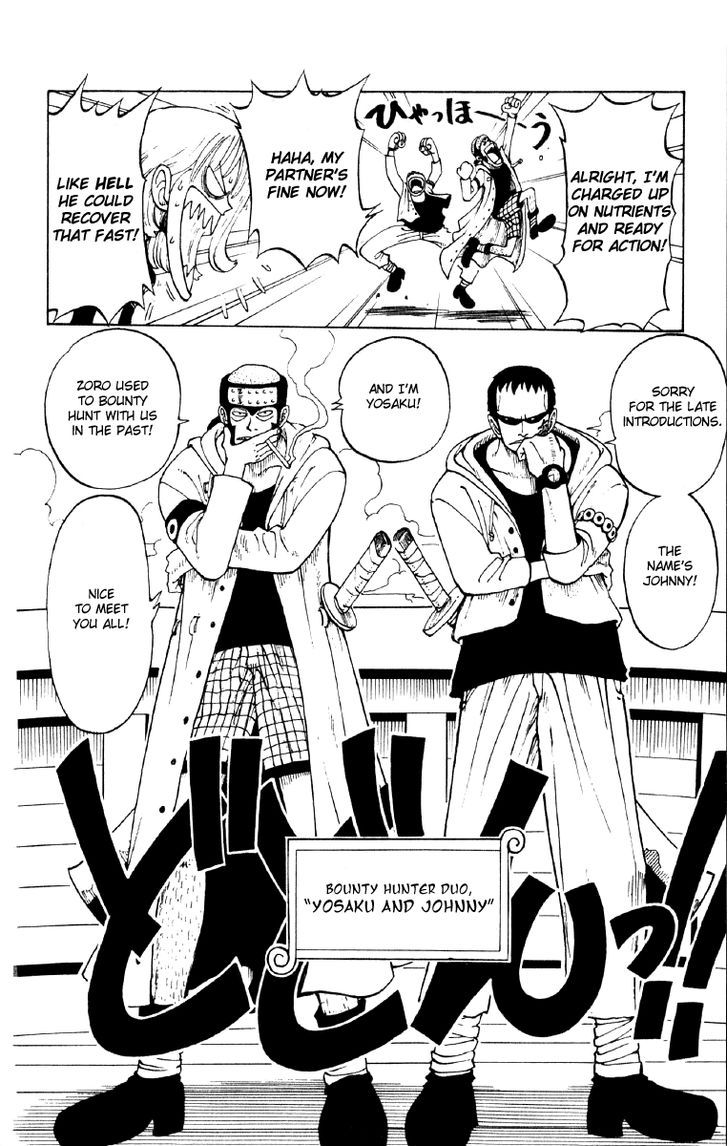 ALRIGHT, I'M
CHARGED UP
ON NUTRIENTS
AND READY
FOR ACTION!
ひゃっほーーう
HAHA, MY
PARTNER'S
FINE NOW!
LIKE HELL
HE COULD
RECOVER
THAT FAST!
SORRY
FOR THE LATE
INTRODUCTIONS.
THE
NAME'S
JOHNNY!
AND I'M
YOSAKU!
ZORO USED
TO BOUNTY
HUNT WITH US
IN THE PAST!
NICE
TO MEET
YOU ALL!
どどんっ!!
BOUNTY HUNTER DUO,
"YOSAKU AND JOHNNY"